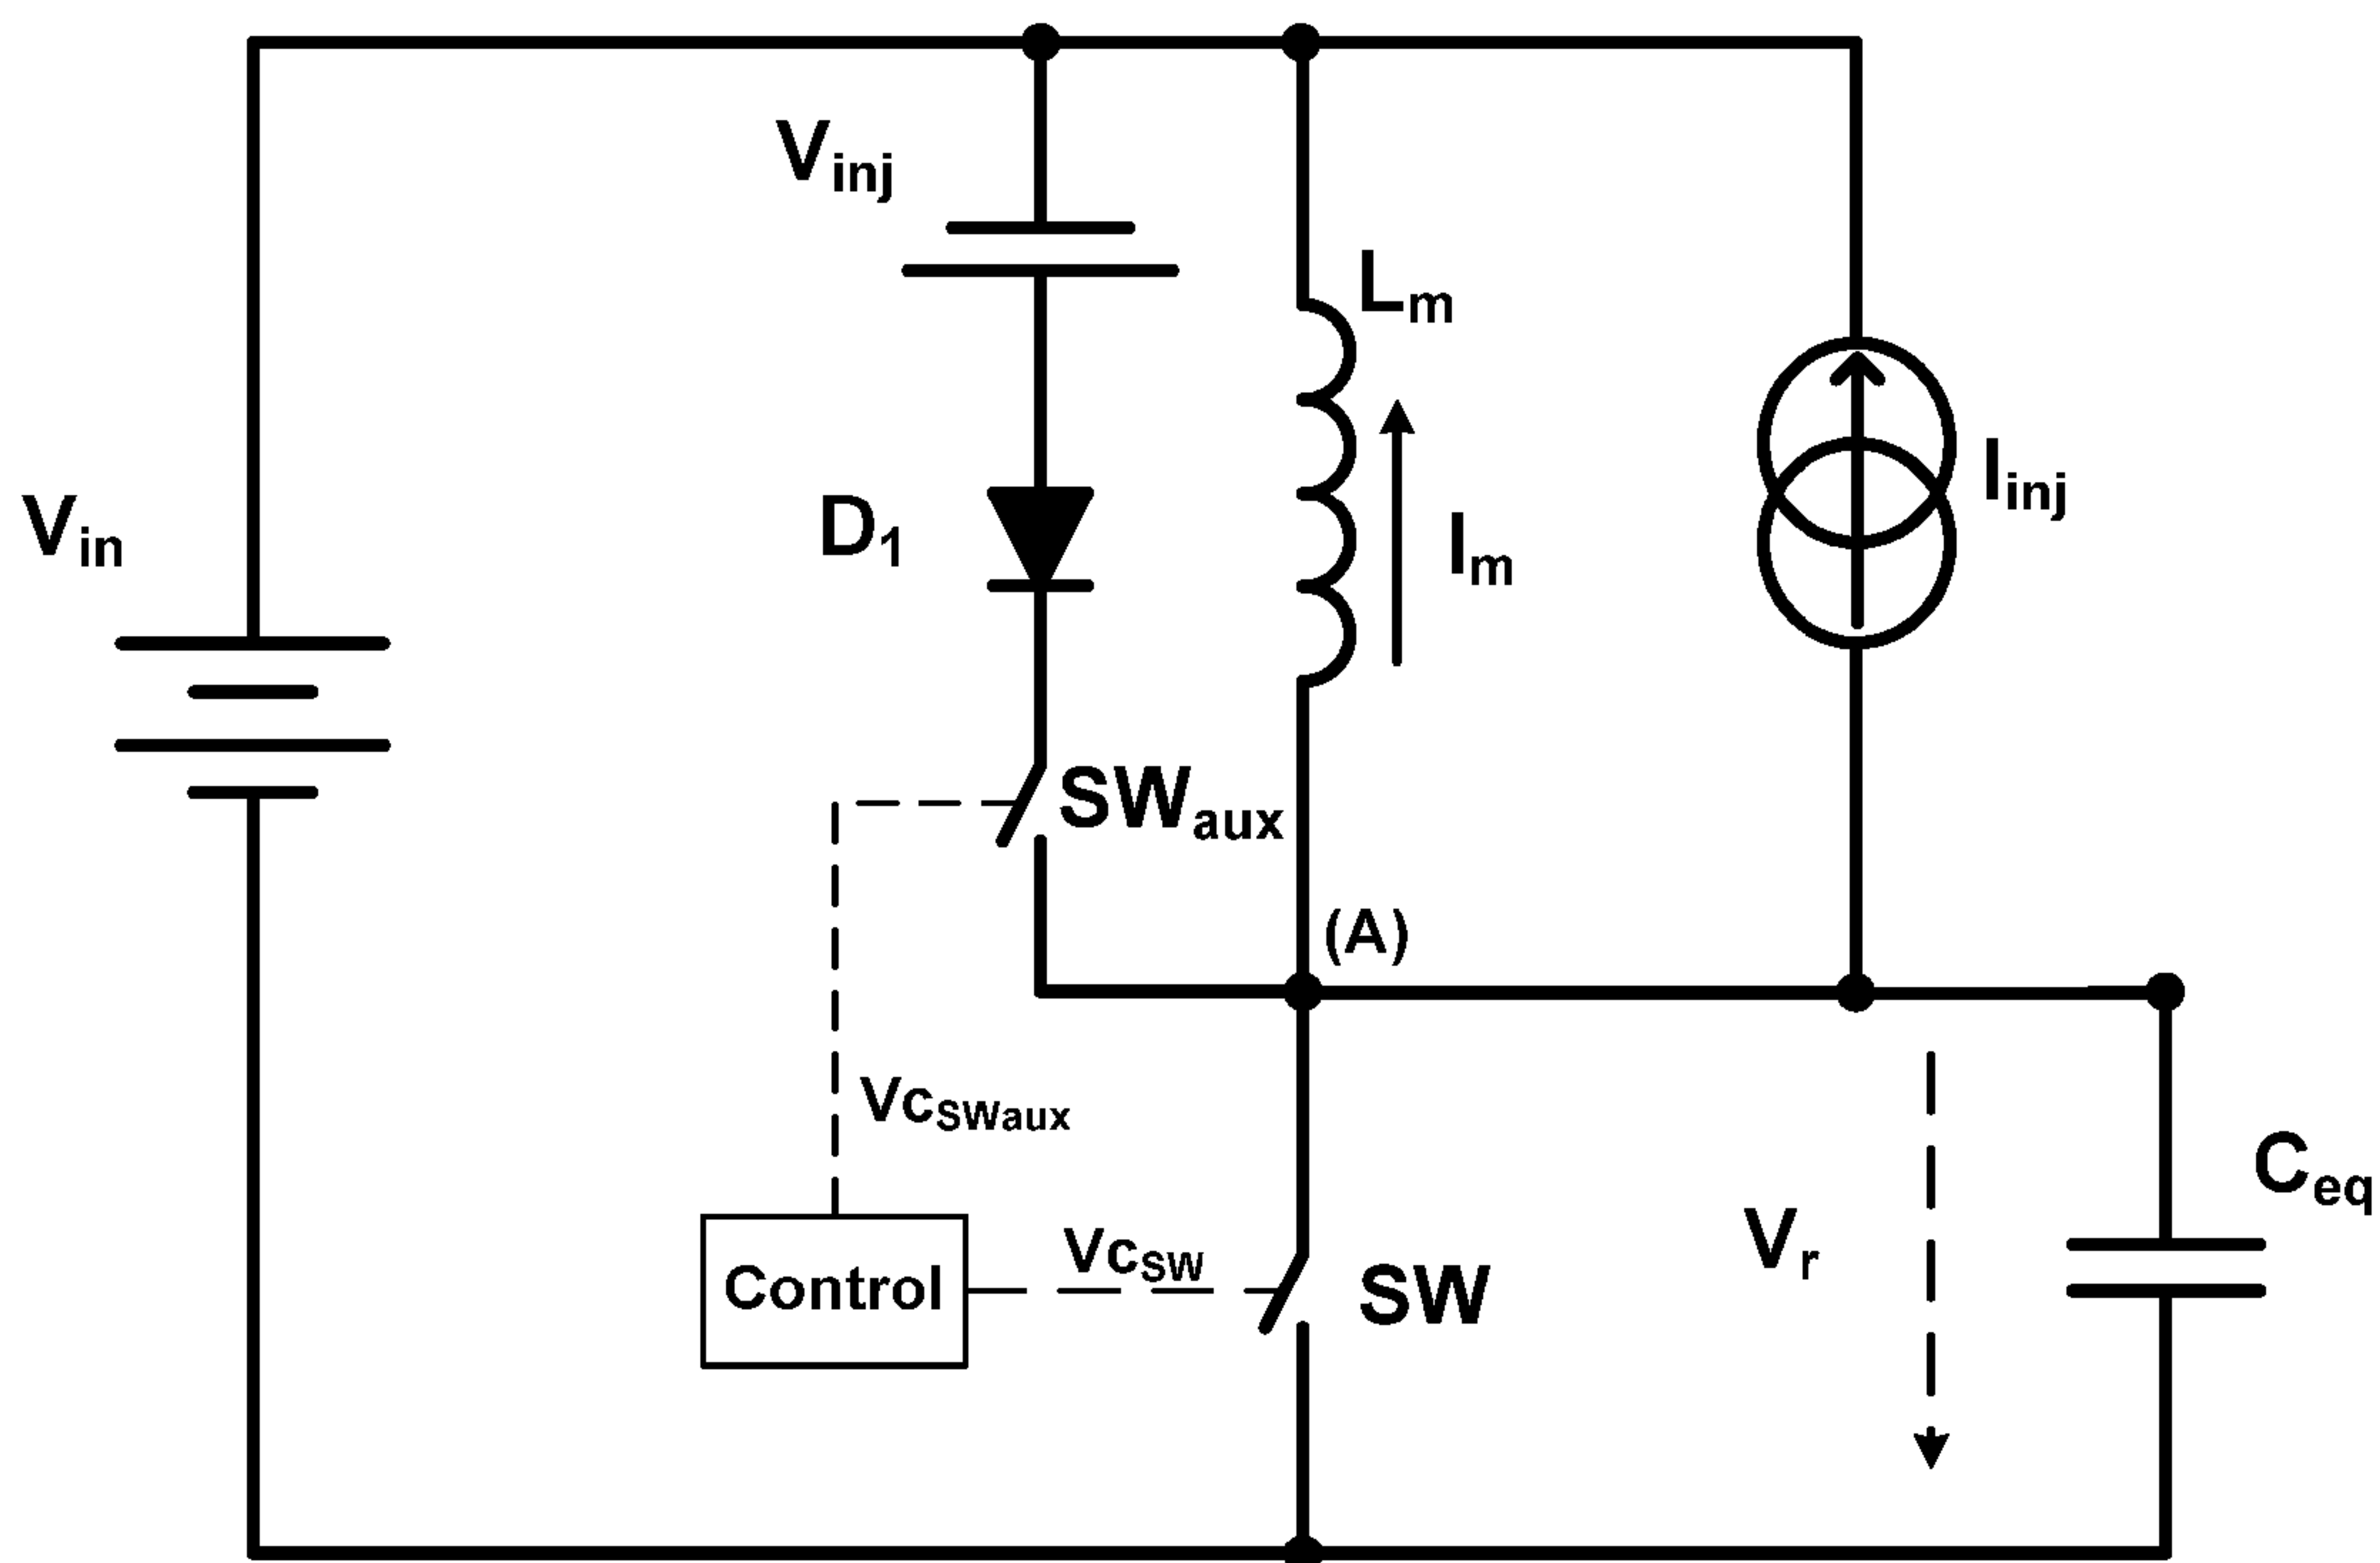 Vinj
Lm
Vin
D1
Im
Iinj
SWaux
(A)
VcSWaux
Ceq
VcSW
Vr
Control
SW